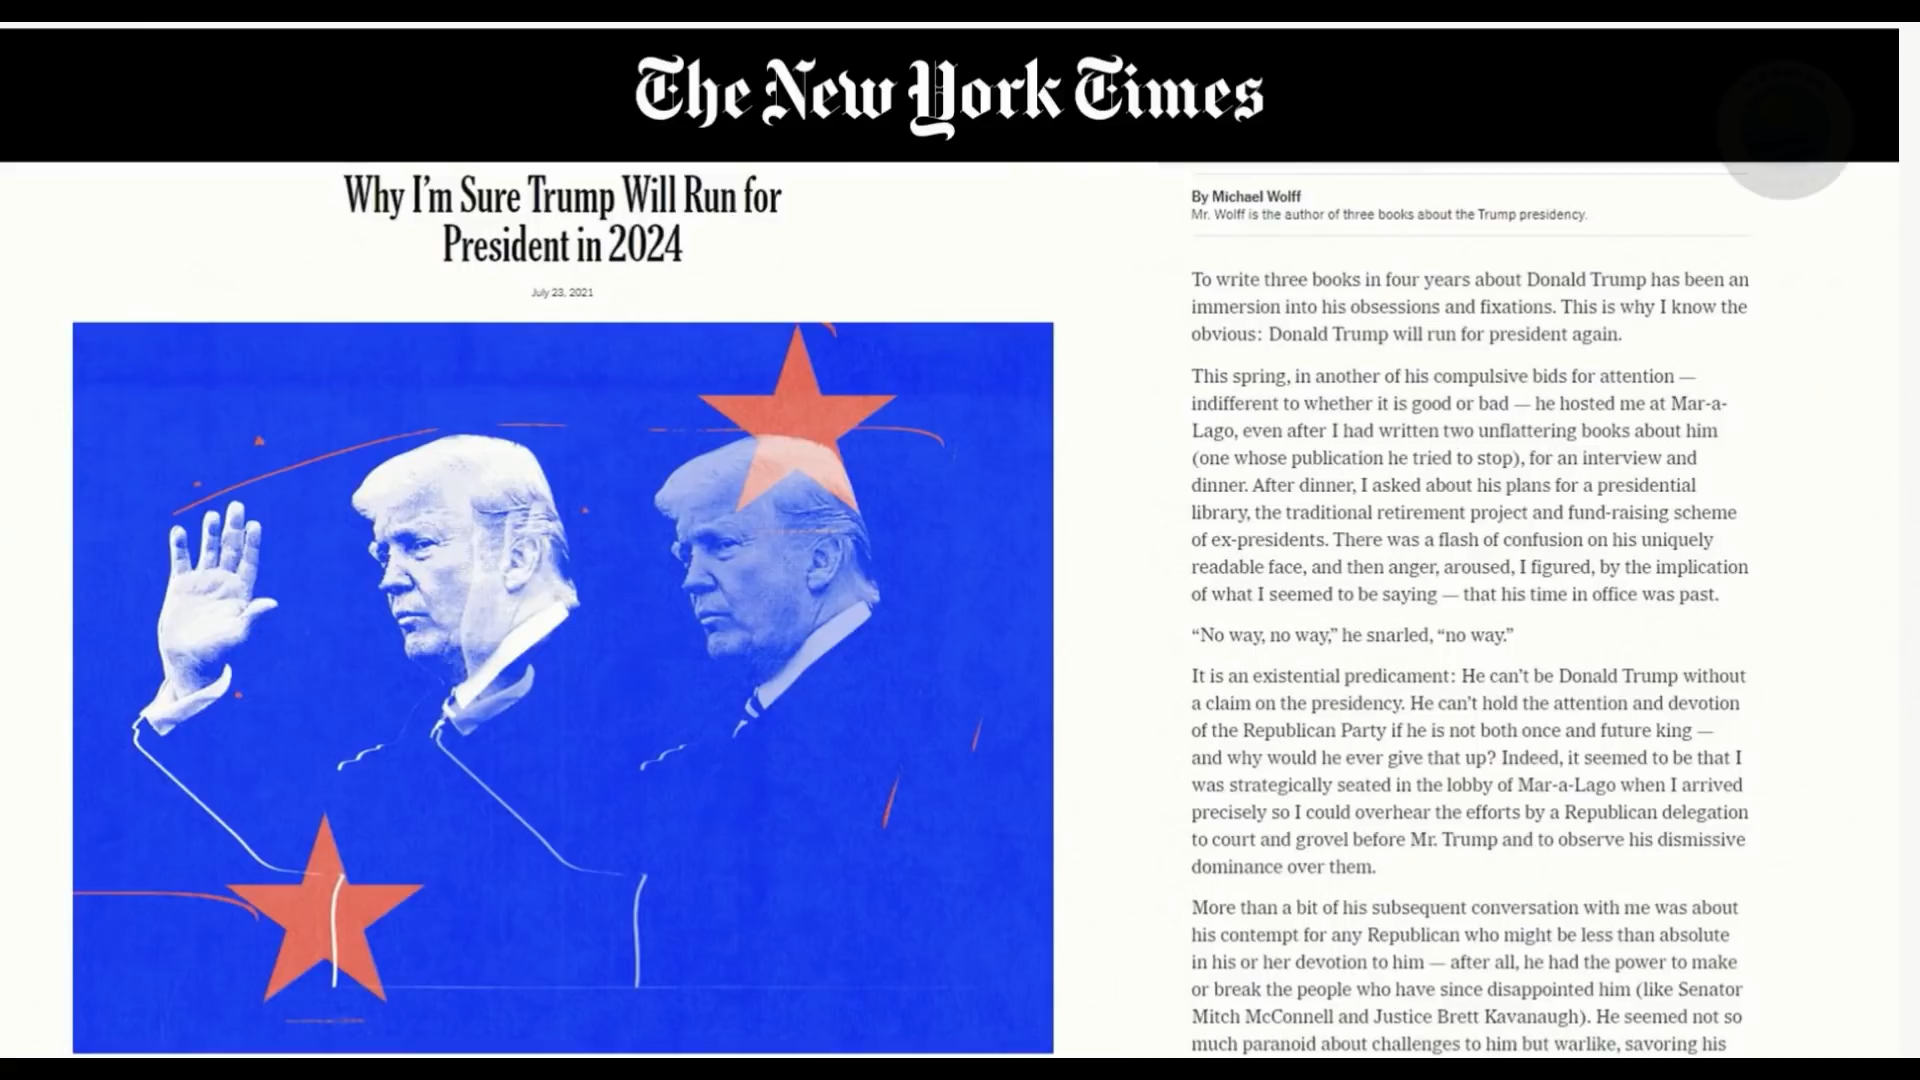 The New York Times
Why I'm Sure Trump Will Run for
President in 2024
July 23, 2021
By Michael Wolff
Mr. Wolff is the author of three books about the Trump presidency.
To write three books in four years about Donald Trump has been an
immersion into his obsessions and fixations. This is why I know the
obvious: Donald Trump will run for president again.
This spring, in another of his compulsive bids for attention —
indifferent to whether it is good or bad — he hosted me at Mar-a-
Lago, even after I had written two unflattering books about him
(one whose publication he tried to stop), for an interview and
dinner. After dinner, I asked about his plans for a presidential
library, the traditional retirement project and fund-raising scheme
of ex-presidents. There was a flash of confusion on his uniquely
readable face, and then anger, aroused, I figured, by the implication
of what I seemed to be saying — that his time in office was past.
“No way, no way,” he snarled, “no way.”
It is an existential predicament: He can't be Donald Trump without
a claim on the presidency. He can't hold the attention and devotion
of the Republican Party if he is not both once and future king —
and why would he ever give that up? Indeed, it seemed to be that I
was strategically seated in the lobby of Mar-a-Lago when I arrived
precisely so I could overhear the efforts by a Republican delegation
to court and grovel before Mr. Trump and to observe his dismissive
dominance over them.
More than a bit of his subsequent conversation with me was about
his contempt for any Republican who might be less than absolute
in his or her devotion to him — after all, he had the power to make
or break the people who have since disappointed him (like Senator
Mitch McConnell and Justice Brett Kavanaugh). He seemed not so
much paranoid about challenges to him but warlike, savoring his